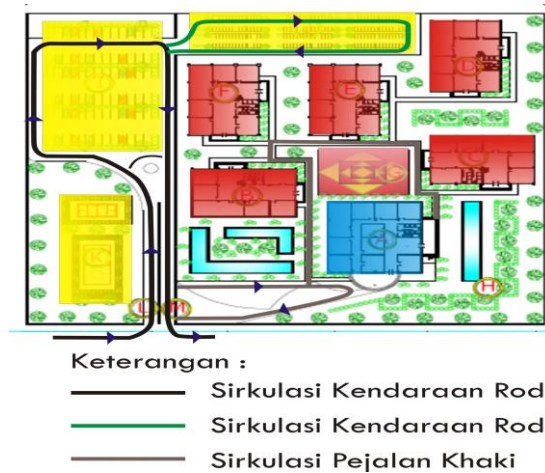 D
F E
C
B
A
K
H
L M
Keterangan :
Sirkulasi Kendaraan Rod
Sirkulasi Kendaraan Rod
Sirkulasi Pejalan Khaki